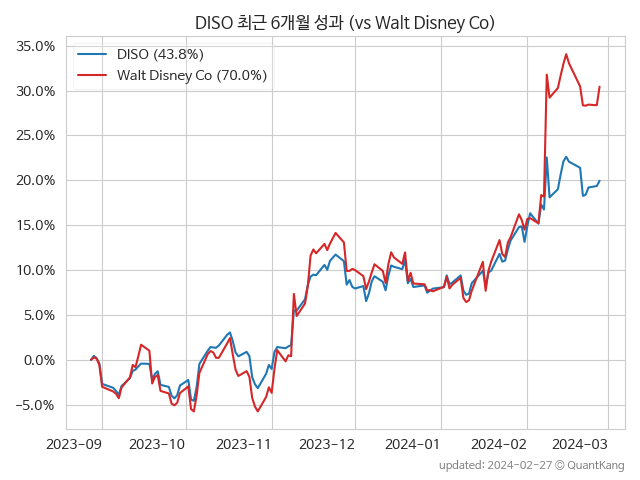 DISO 최근 6개월 성과 (vs Walt Disney Co)
35.0%
30.0%
25.0%
20.0%
15.0%
10.0%
5.0%
0.0%
−5.0%
DISO (43.8%)
Walt Disney Co (70.0%)
2023−09 2023−10 2023−11 2023−12 2024−01 2024−02 2024−03
updated: 2024-02-27 © QuantKang